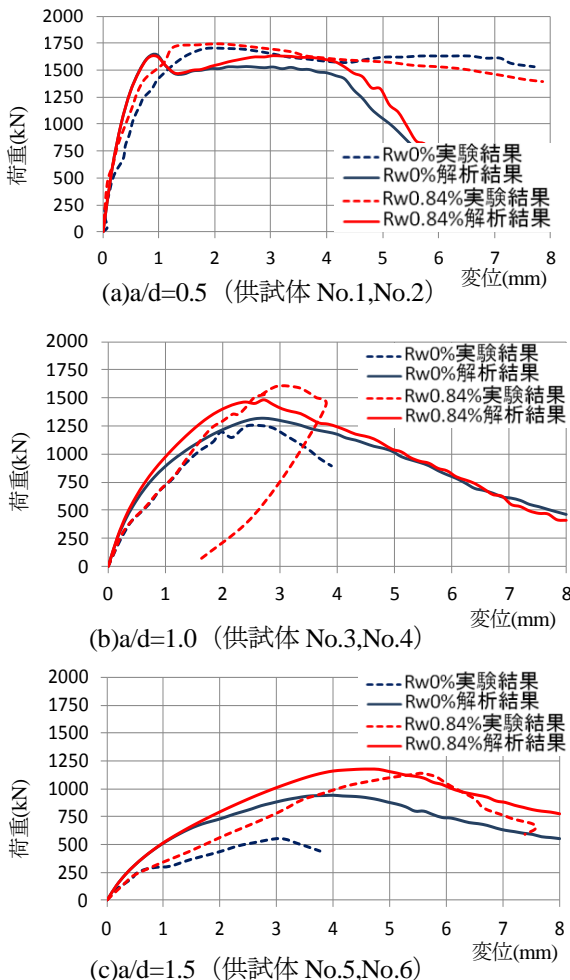 2000
1750
1500
1250
1000
750
500
250
0
荷重(kN)
Rw0%実験結果
Rw0%解析結果
Rw0.84%実験結果
Rw0.84%解析結果
0 1 2 3 4 5 6 7 8
変位(mm)
(a)a/d=0.5（供試体 No.1,No.2）
2000
1750
1500
1250
1000
750
500
250
0
荷重(kN)
Rw0%実験結果
Rw0%解析結果
Rw0.84%実験結果
Rw0.84%解析結果
0 1 2 3 4 5 6 7 8
変位(mm)
(b)a/d=1.0（供試体 No.3,No.4）
2000
1750
1500
1250
1000
750
500
250
0
荷重(kN)
Rw0%実験結果
Rw0%解析結果
Rw0.84%実験結果
Rw0.84%解析結果
0 1 2 3 4 5 6 7 8
変位(mm)
(c)a/d=1.5（供試体 No.5,No.6）